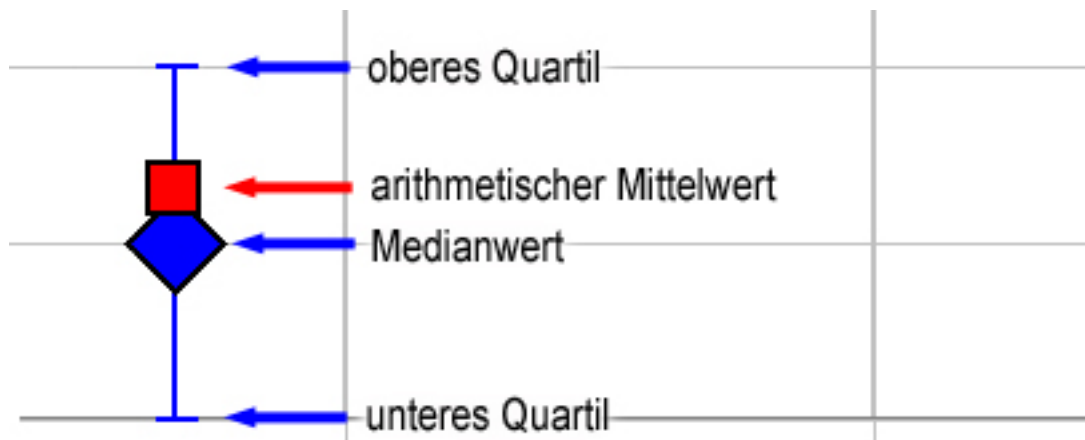 oberes Quartil
arithmetischer Mittelwert
Medianwert
unteres Quartil